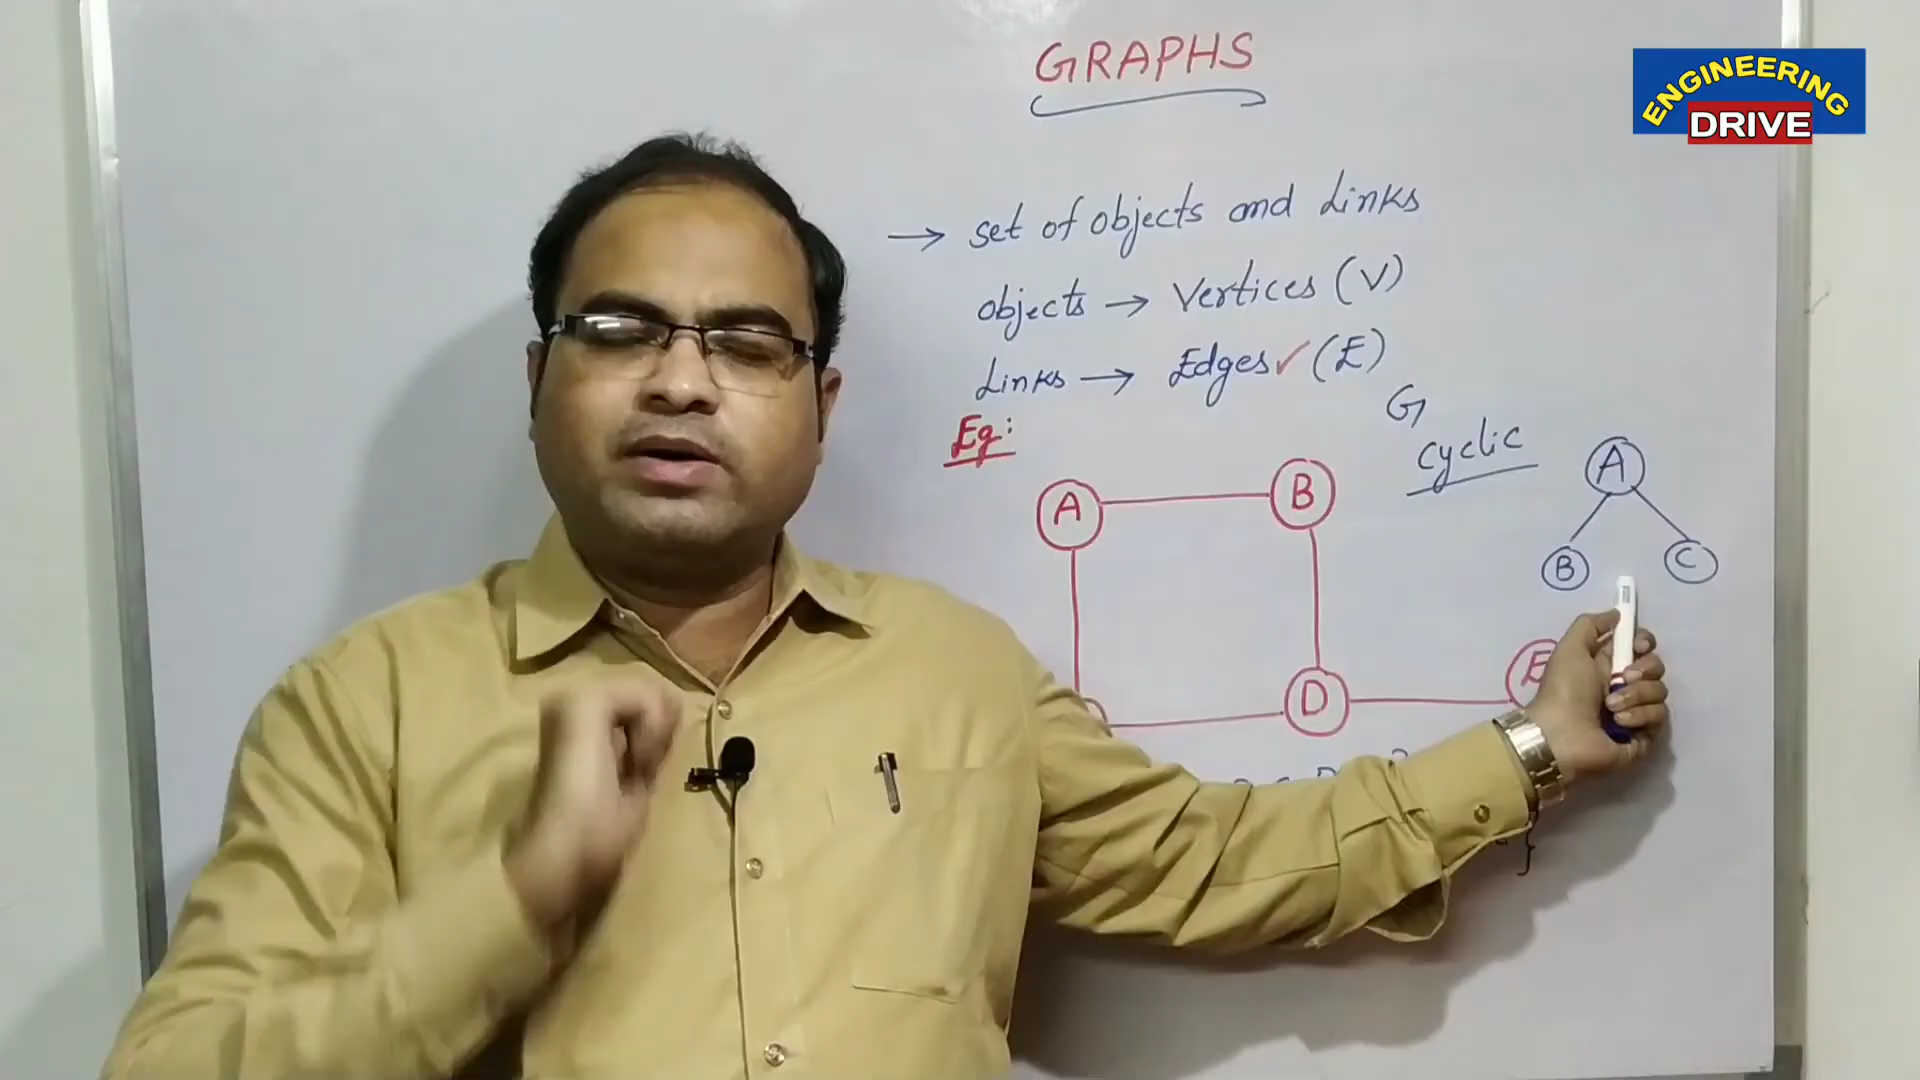 GRAPHS
ENGINEERING
DRIVE
→ set of objects and Links
objects → Vertices (V)
Links → Edges ✓ (E)
Eg:
G
cyclic
A
B C
A B
D E
}